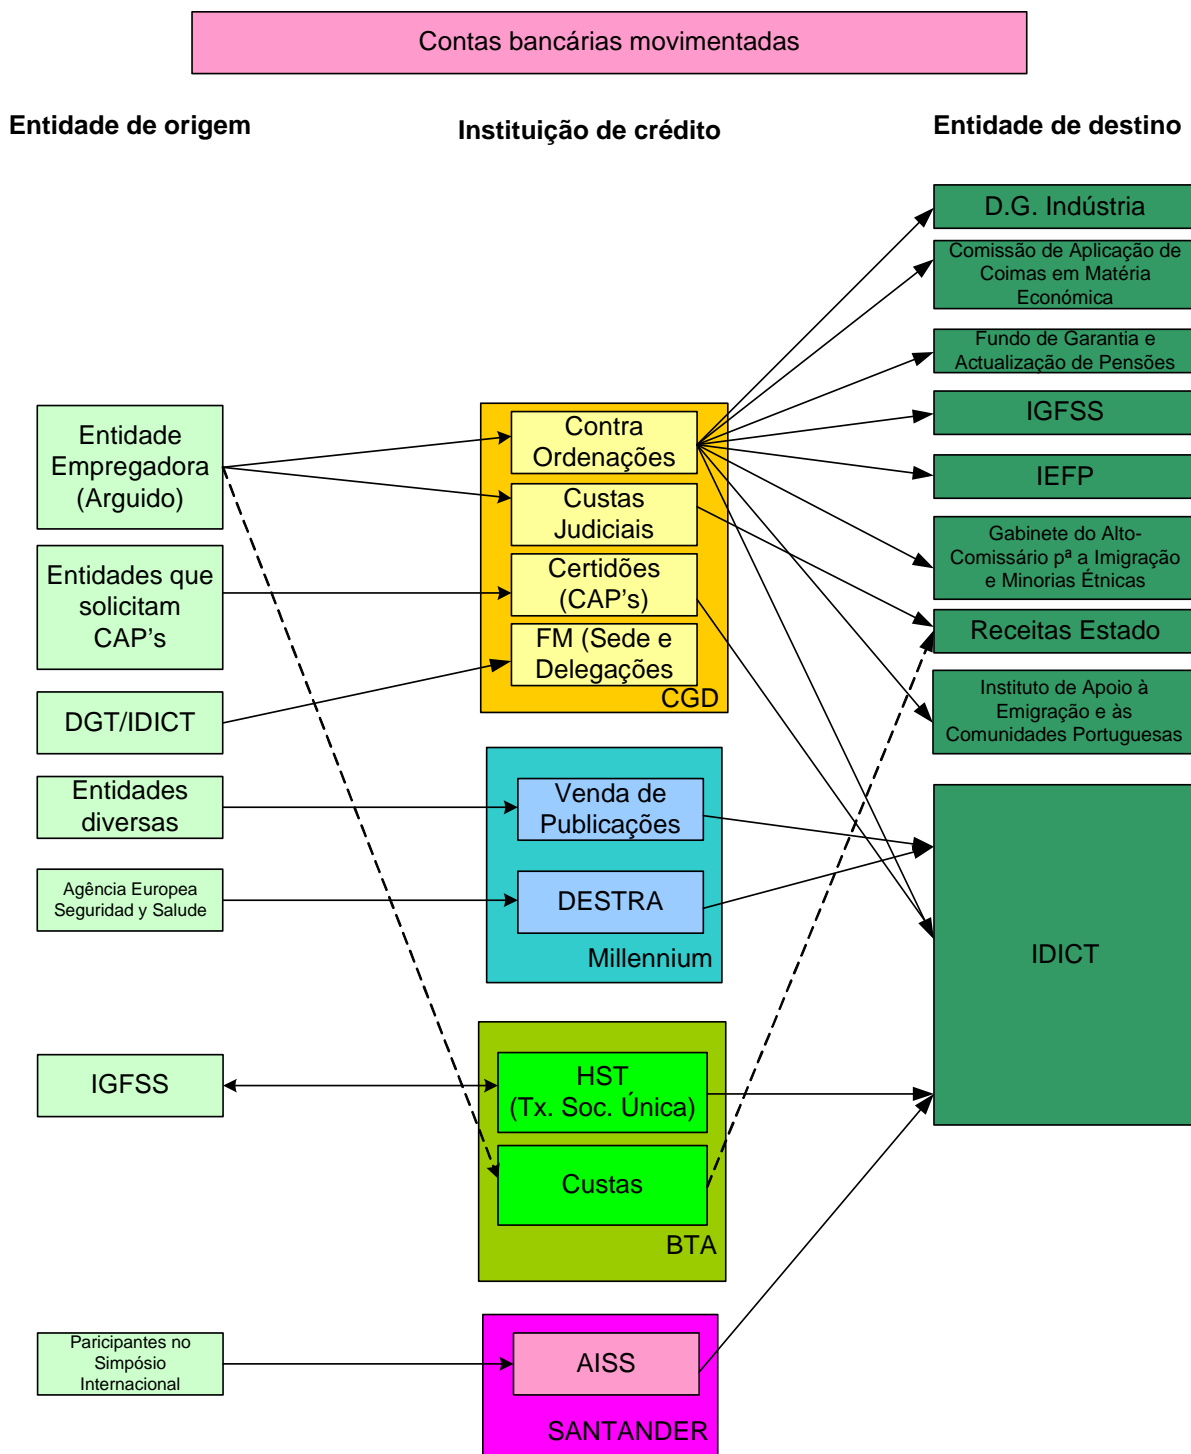 Contas bancárias movimentadas
Entidade de origem
Instituição de crédito
Entidade de destino
Entidade
Empregadora
(Arguido)
Entidades que
solicitam
CAP's
DGT/IDICT
Entidades
diversas
Agência Europea
Seguridad y Salude
IGFSS
Paricipantes no
Simpósio
Internacional
Contra
Ordenações
Custas
Judiciais
Certidões
(CAP's)
FM (Sede e
Delegações
CGD
Venda de
Publicações
DESTRA
Millennium
HST
(Tx. Soc. Única)
Custas
BTA
AISS
SANTANDER
D.G. Indústria
Comissão de Aplicação de
Coimas em Matéria
Económica
Fundo de Garantia e
Actualização de Pensões
IGFSS
IEFP
Gabinete do Alto-
Comissário pª a Imigração
e Minorias Étnicas
Receitas Estado
Instituto de Apoio à
Emigração e às
Comunidades Portuguesas
IDICT